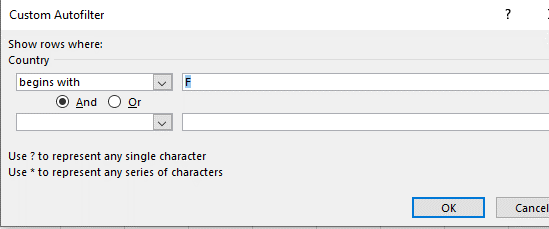 Custom Autofilter ?
Show rows where:
Country
begins with F
And Or
Use ? to represent any single character
Use * to represent any series of characters
OK Cancel